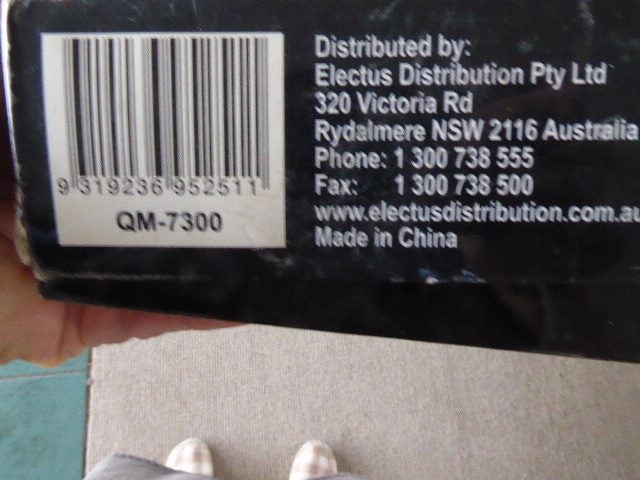 9 319236 952511
QM-7300
Distributed by:
Electus Distribution Pty Ltd
320 Victoria Rd
Rydalmere NSW 2116 Australia
Phone: 1 300 738 555
Fax: 1 300 738 500
www.electusdistribution.com.au
Made in China